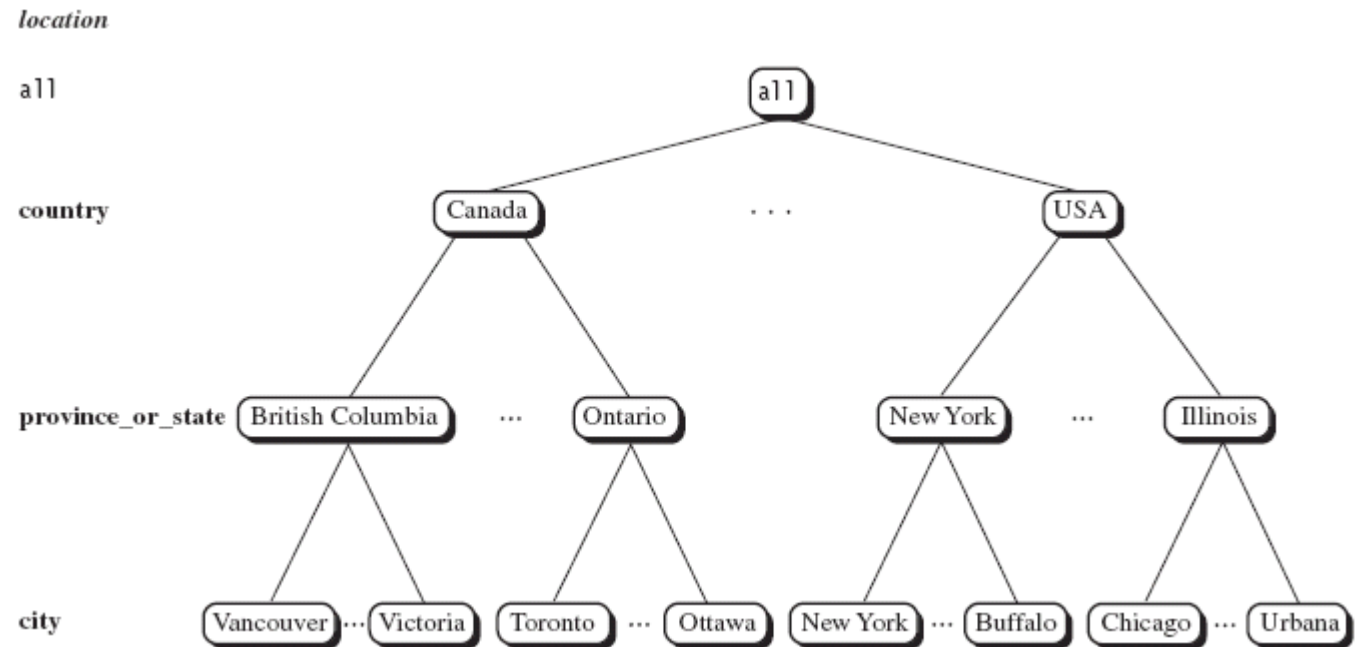 location
all all
country Canada . . . USA
province_or_state British Columbia ... Ontario New York ... Illinois
city Vancouver ... Victoria Toronto ... Ottawa New York ... Buffalo Chicago ... Urbana